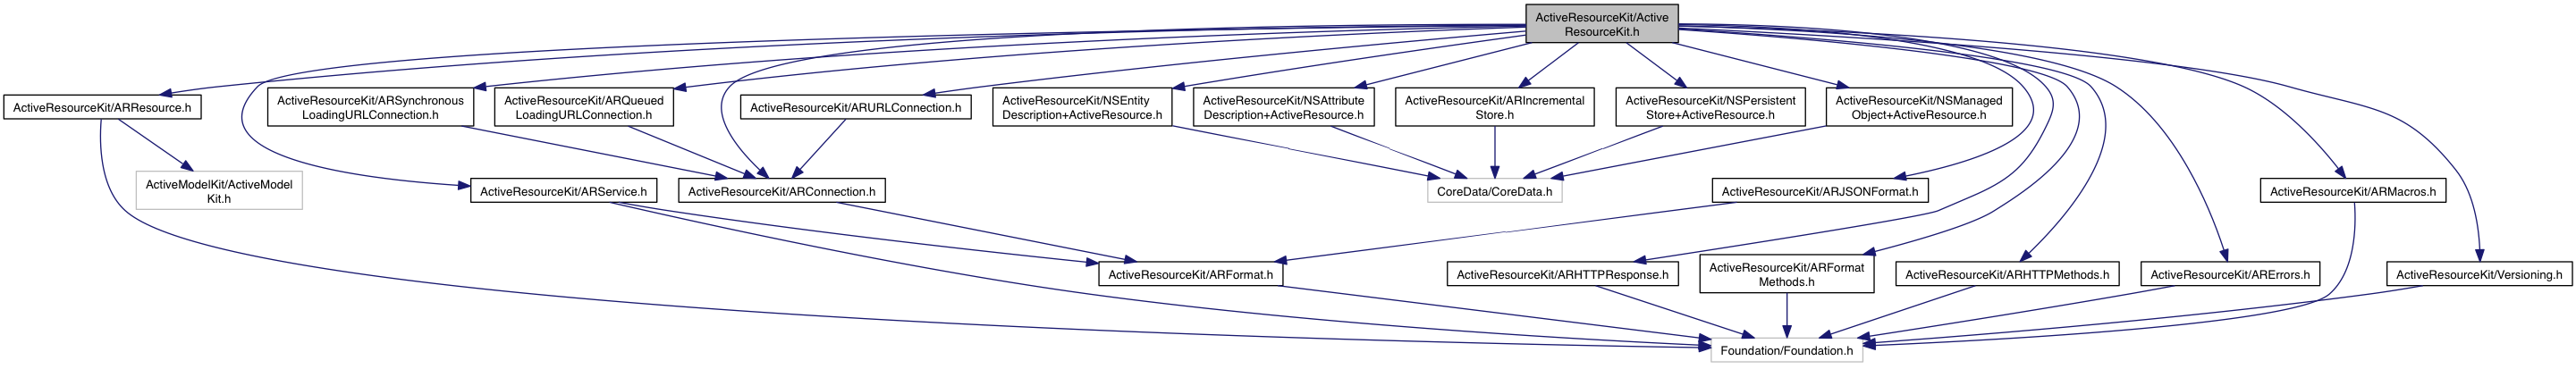 ActiveResourceKit/Active
ResourceKit.h
ActiveResourceKit/ARResource.h
ActiveResourceKit/ARSynchronous
LoadingURLConnection.h
ActiveResourceKit/ARQueued
LoadingURLConnection.h
ActiveResourceKit/ARURLConnection.h
ActiveResourceKit/NSEntity
Description+ActiveResource.h
ActiveResourceKit/NSAttribute
Description+ActiveResource.h
ActiveResourceKit/ARIncremental
Store.h
ActiveResourceKit/NSPersistent
Store+ActiveResource.h
ActiveResourceKit/NSManaged
Object+ActiveResource.h
ActiveModelKit/ActiveModel
Kit.h
ActiveResourceKit/ARService.h
ActiveResourceKit/ARConnection.h
CoreData/CoreData.h
ActiveResourceKit/ARJSONFormat.h
ActiveResourceKit/ARMacros.h
ActiveResourceKit/ARFormat.h
ActiveResourceKit/ARHTTPResponse.h
ActiveResourceKit/ARFormat
Methods.h
ActiveResourceKit/ARHTTPMethods.h
ActiveResourceKit/ARErrors.h
ActiveResourceKit/Versioning.h
Foundation/Foundation.h